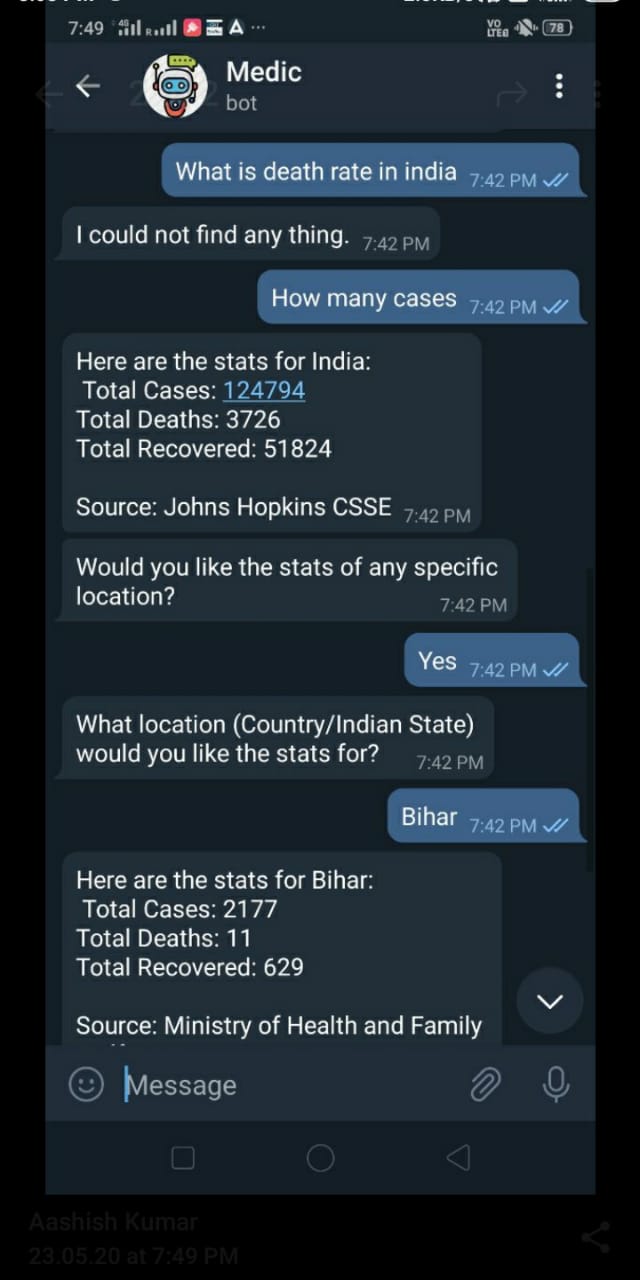 7:49
78
Medic
bot
What is death rate in india 7:42 PM
I could not find any thing. 7:42 PM
How many cases 7:42 PM
Here are the stats for India:
Total Cases: 124794
Total Deaths: 3726
Total Recovered: 51824
Source: Johns Hopkins CSSE 7:42 PM
Would you like the stats of any specific
location?
7:42 PM
Yes 7:42 PM
What location (Country/Indian State)
would you like the stats for? 7:42 PM
Bihar 7:42 PM
Here are the stats for Bihar:
Total Cases: 2177
Total Deaths: 11
Total Recovered: 629
Source: Ministry of Health and Family
Message
Aashish Kumar
23.05.20 at 7:49 PM